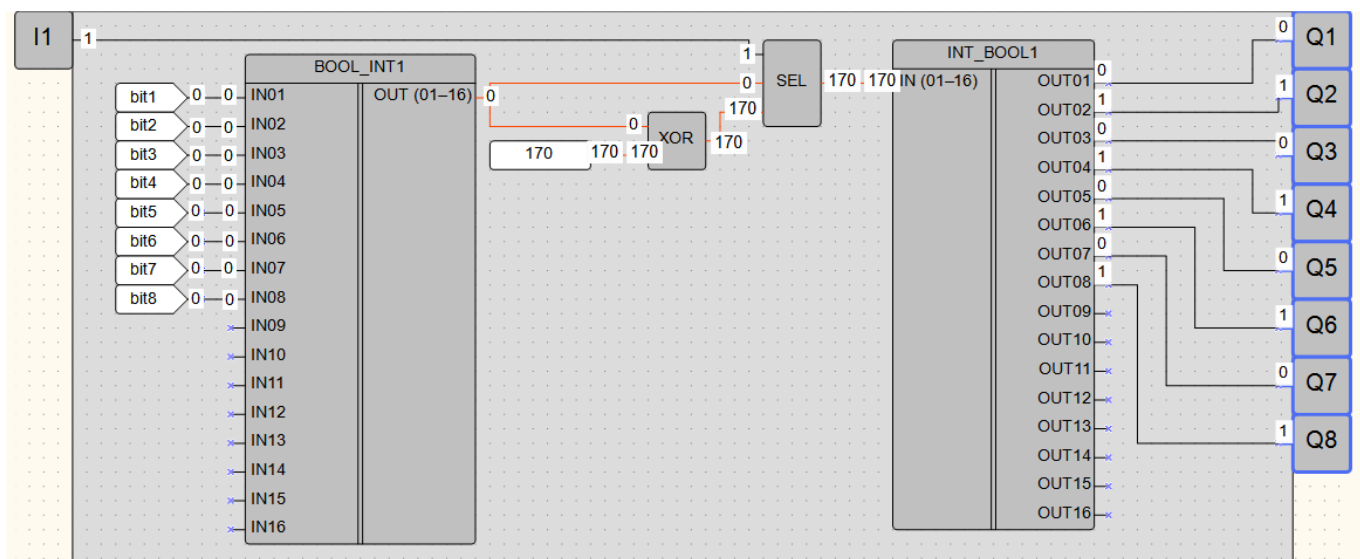 I1
1
BOOL_INT1
bit1 0 0 IN01 OUT (01–16) 0
bit2 0 0 IN02
bit3 0 0 IN03
bit4 0 0 IN04
bit5 0 0 IN05
bit6 0 0 IN06
bit7 0 0 IN07
bit8 0 0 IN08
IN09
IN10
IN11
IN12
IN13
IN14
IN15
IN16
0 XOR
170 170 170 170
1
0 SEL 170
170
INT_BOOL1
170 IN (01–16) OUT01 0
OUT02 1
OUT03 0
OUT04 1
OUT05 0
OUT06 1
OUT07 0
OUT08 1
OUT09
OUT10
OUT11
OUT12
OUT13
OUT14
OUT15
OUT16
0 Q1
1 Q2
0 Q3
1 Q4
0 Q5
1 Q6
0 Q7
1 Q8